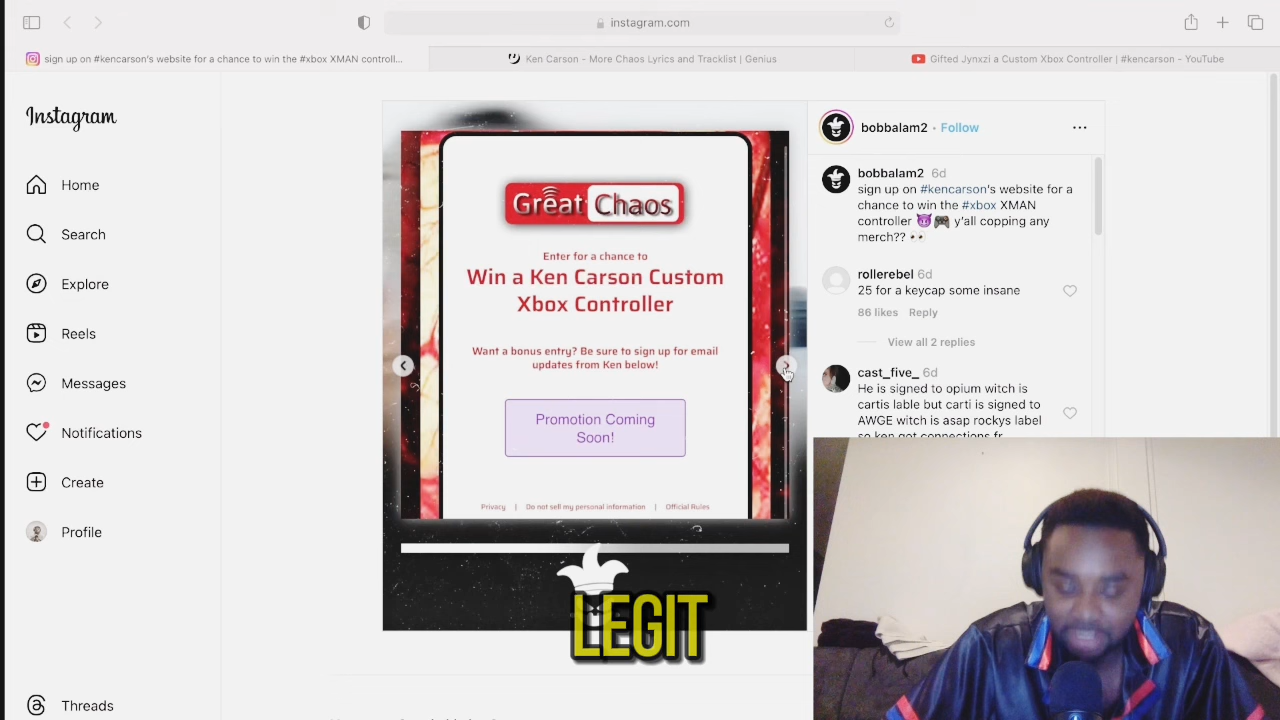 instagram.com
sign up on #kencarson's website for a chance to win the #xbox XMAN controll...
Ken Carson - More Chaos Lyrics and Tracklist | Genius
Gifted Jynxzi a Custom Xbox Controller | #kencarson - YouTube
Instagram
Home
Search
Explore
Reels
Messages
Notifications
Create
Profile
Threads
Great Chaos
Enter for a chance to
Win a Ken Carson Custom
Xbox Controller
Want a bonus entry? Be sure to sign up for email
updates from Ken below!
Promotion Coming
Soon!
Privacy | Do not sell my personal information | Official Rules
LEGIT
bobbalam2 • Follow
bobbalam2 6d
sign up on #kencarson's website for a
chance to win the #xbox XMAN
controller 😈🎮 y'all copping any
merch?? 👀
rollerebel 6d
25 for a keycap some insane
86 likes Reply
View all 2 replies
cast_five_ 6d
He is signed to opium witch is
cartis lable but carti is signed to
AWGE witch is asap rockys label
so ken got connections fr